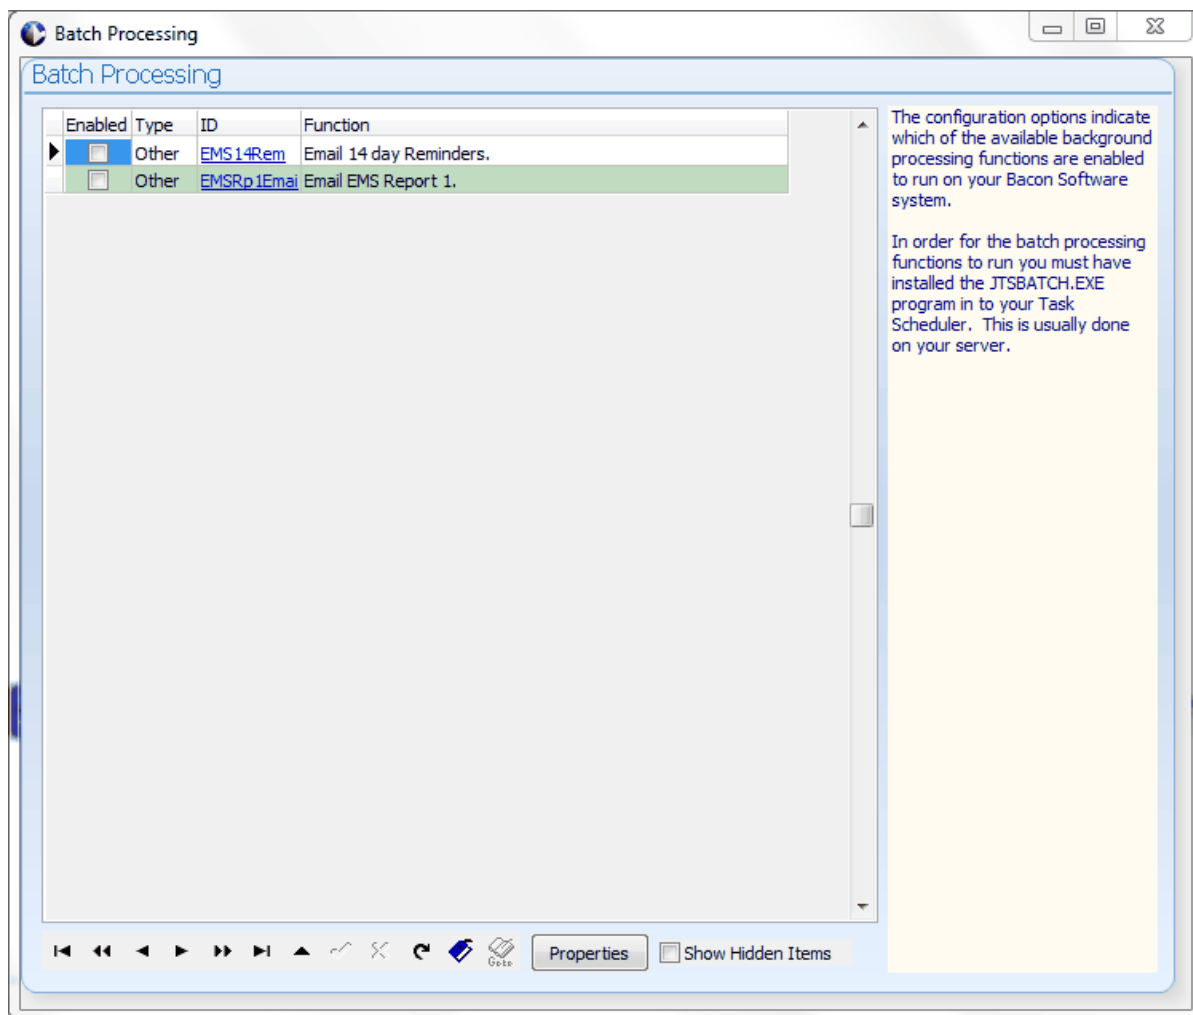 Batch Processing
Batch Processing
Enabled Type ID Function
Other EMS14Rem Email 14 day Reminders.
Other EMSRp1Emai Email EMS Report 1.
The configuration options indicate
which of the available background
processing functions are enabled
to run on your Bacon Software
system.
In order for the batch processing
functions to run you must have
installed the JTSBATCH.EXE
program in to your Task
Scheduler. This is usually done
on your server.
Goto
Properties
Show Hidden Items